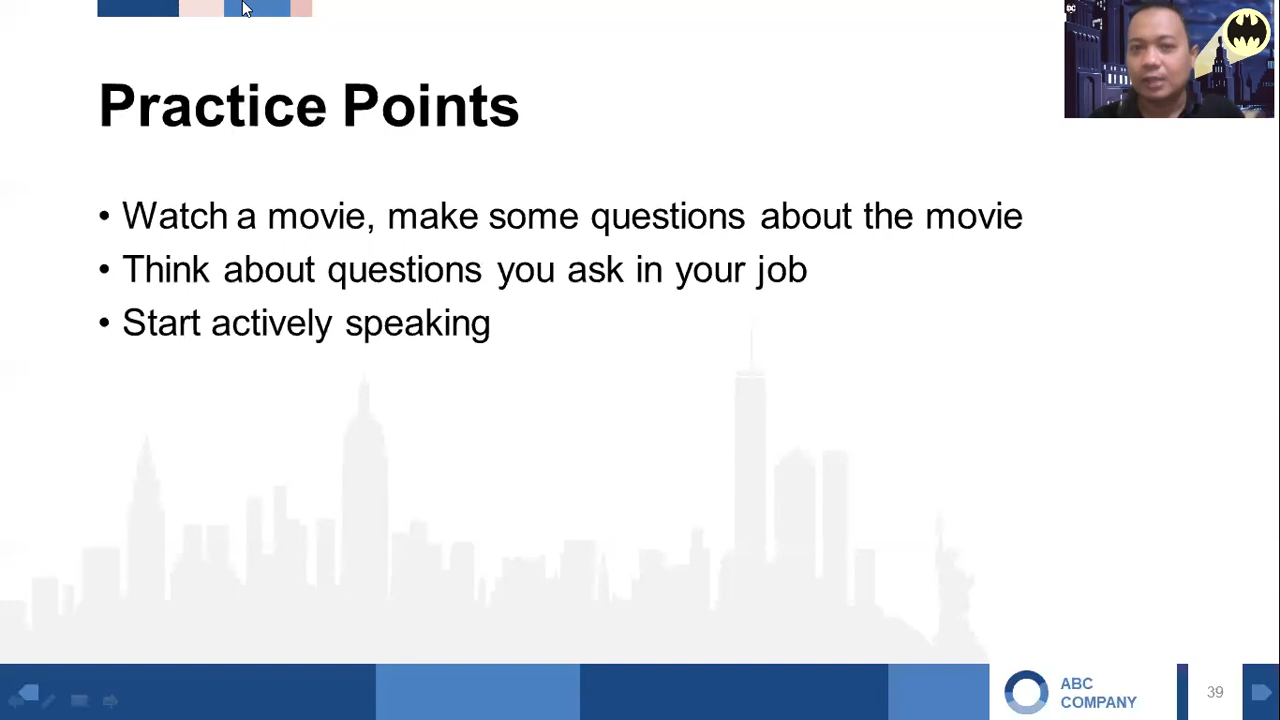 DC
Practice Points
• Watch a movie, make some questions about the movie
• Think about questions you ask in your job
• Start actively speaking
ABC
COMPANY
39